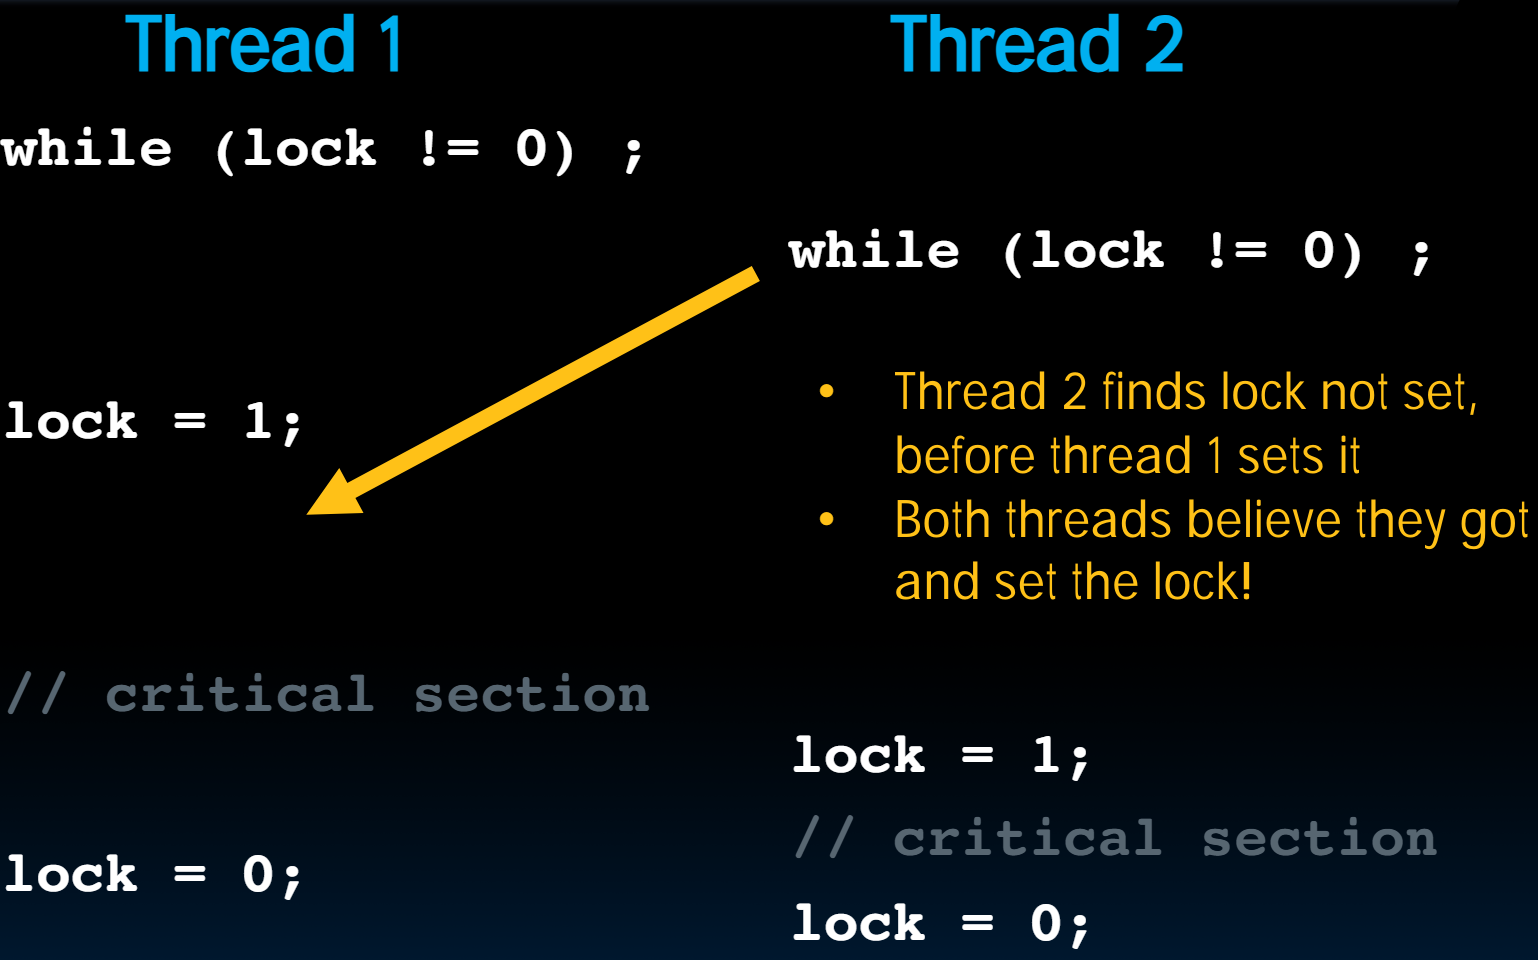 Thread 1
Thread 2
while (lock != 0) ;
while (lock != 0) ;
lock = 1;
• Thread 2 finds lock not set,
before thread 1 sets it
• Both threads believe they got
and set the lock!
// critical section
lock = 1;
// critical section
lock = 0;
lock = 0;